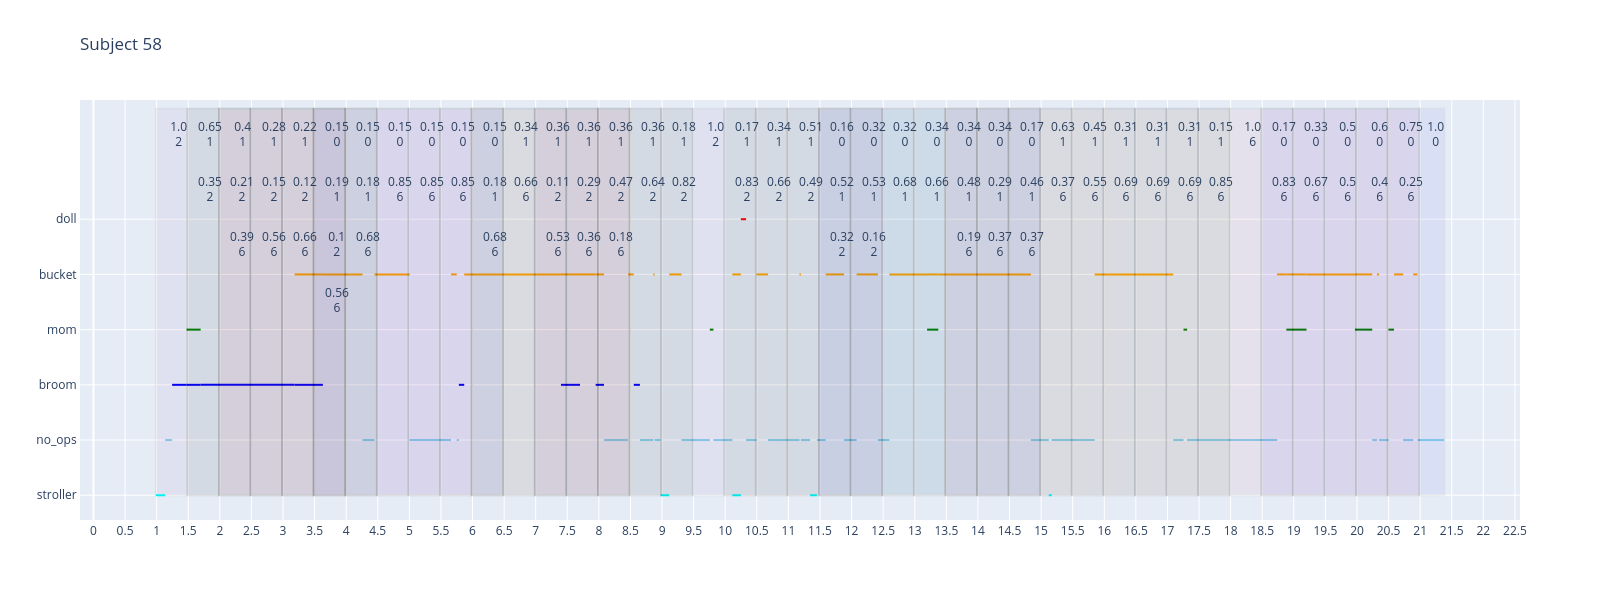 Subject 58
1.0 0.65 0.4 0.28 0.22 0.15 0.15 0.15 0.15 0.15 0.15 0.34 0.36 0.36 0.36 0.36 0.18 1.0 0.17 0.34 0.51 0.16 0.32 0.32 0.34 0.34 0.34 0.17 0.63 0.45 0.31 0.31 0.31 0.15 1.0 0.17 0.33 0.5 0.6 0.75 1.0
2 1 1 1 1 0 0 0 0 0 0 1 1 1 1 1 1 2 1 1 1 0 0 0 0 0 0 0 1 1 1 1 1 1 6 0 0 0 0 0 0
0.35 0.21 0.15 0.12 0.19 0.18 0.85 0.85 0.85 0.18 0.66 0.11 0.29 0.47 0.64 0.82 0.83 0.66 0.49 0.52 0.53 0.68 0.66 0.48 0.29 0.46 0.37 0.55 0.69 0.69 0.69 0.85 0.83 0.67 0.5 0.4 0.25
2 2 2 2 1 1 6 6 6 1 6 2 2 2 2 2 2 2 2 1 1 1 1 1 1 1 6 6 6 6 6 6 6 6 6 6 6
doll
0.39 0.56 0.66 0.1 0.68 0.68 0.53 0.36 0.18 0.32 0.16 0.19 0.37 0.37
6 6 6 2 6 6 6 6 6 2 2 6 6 6
bucket
0.56
6
mom
broom
no_ops
stroller
0 0.5 1 1.5 2 2.5 3 3.5 4 4.5 5 5.5 6 6.5 7 7.5 8 8.5 9 9.5 10 10.5 11 11.5 12 12.5 13 13.5 14 14.5 15 15.5 16 16.5 17 17.5 18 18.5 19 19.5 20 20.5 21 21.5 22 22.5